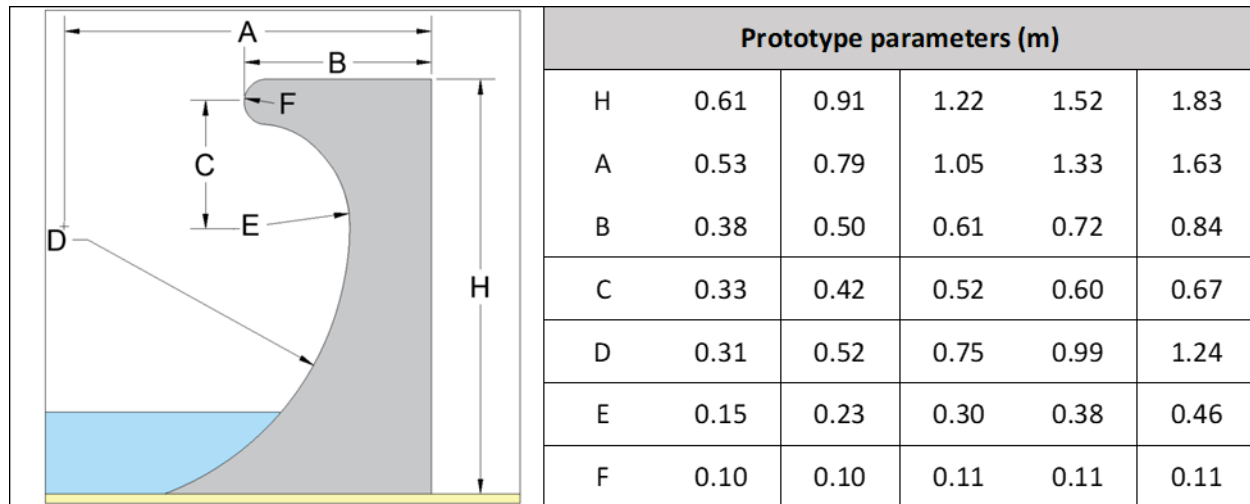 A
B
F
C
E
D
H
Prototype parameters (m)
H 0.61 0.91 1.22 1.52 1.83
A 0.53 0.79 1.05 1.33 1.63
B 0.38 0.50 0.61 0.72 0.84
C 0.33 0.42 0.52 0.60 0.67
D 0.31 0.52 0.75 0.99 1.24
E 0.15 0.23 0.30 0.38 0.46
F 0.10 0.10 0.11 0.11 0.11